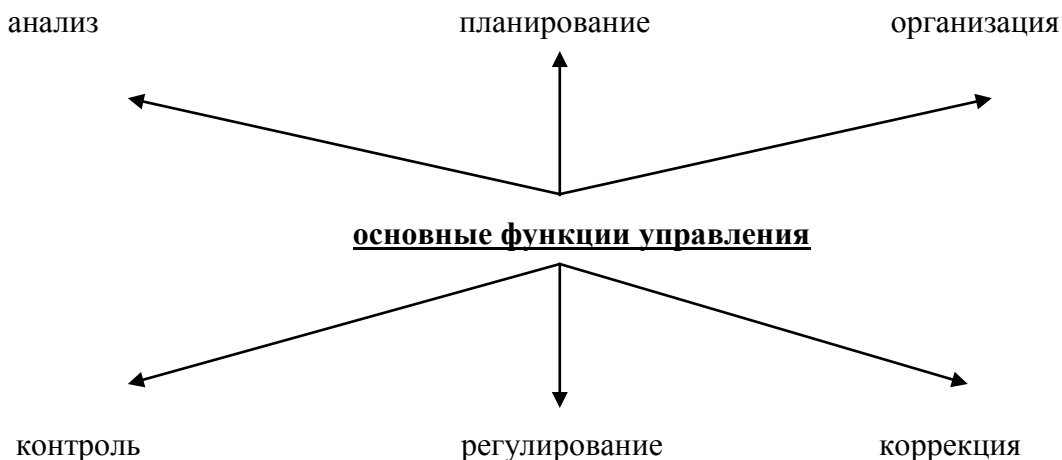 анализ планирование организация
основные функции управления
контроль регулирование коррекция